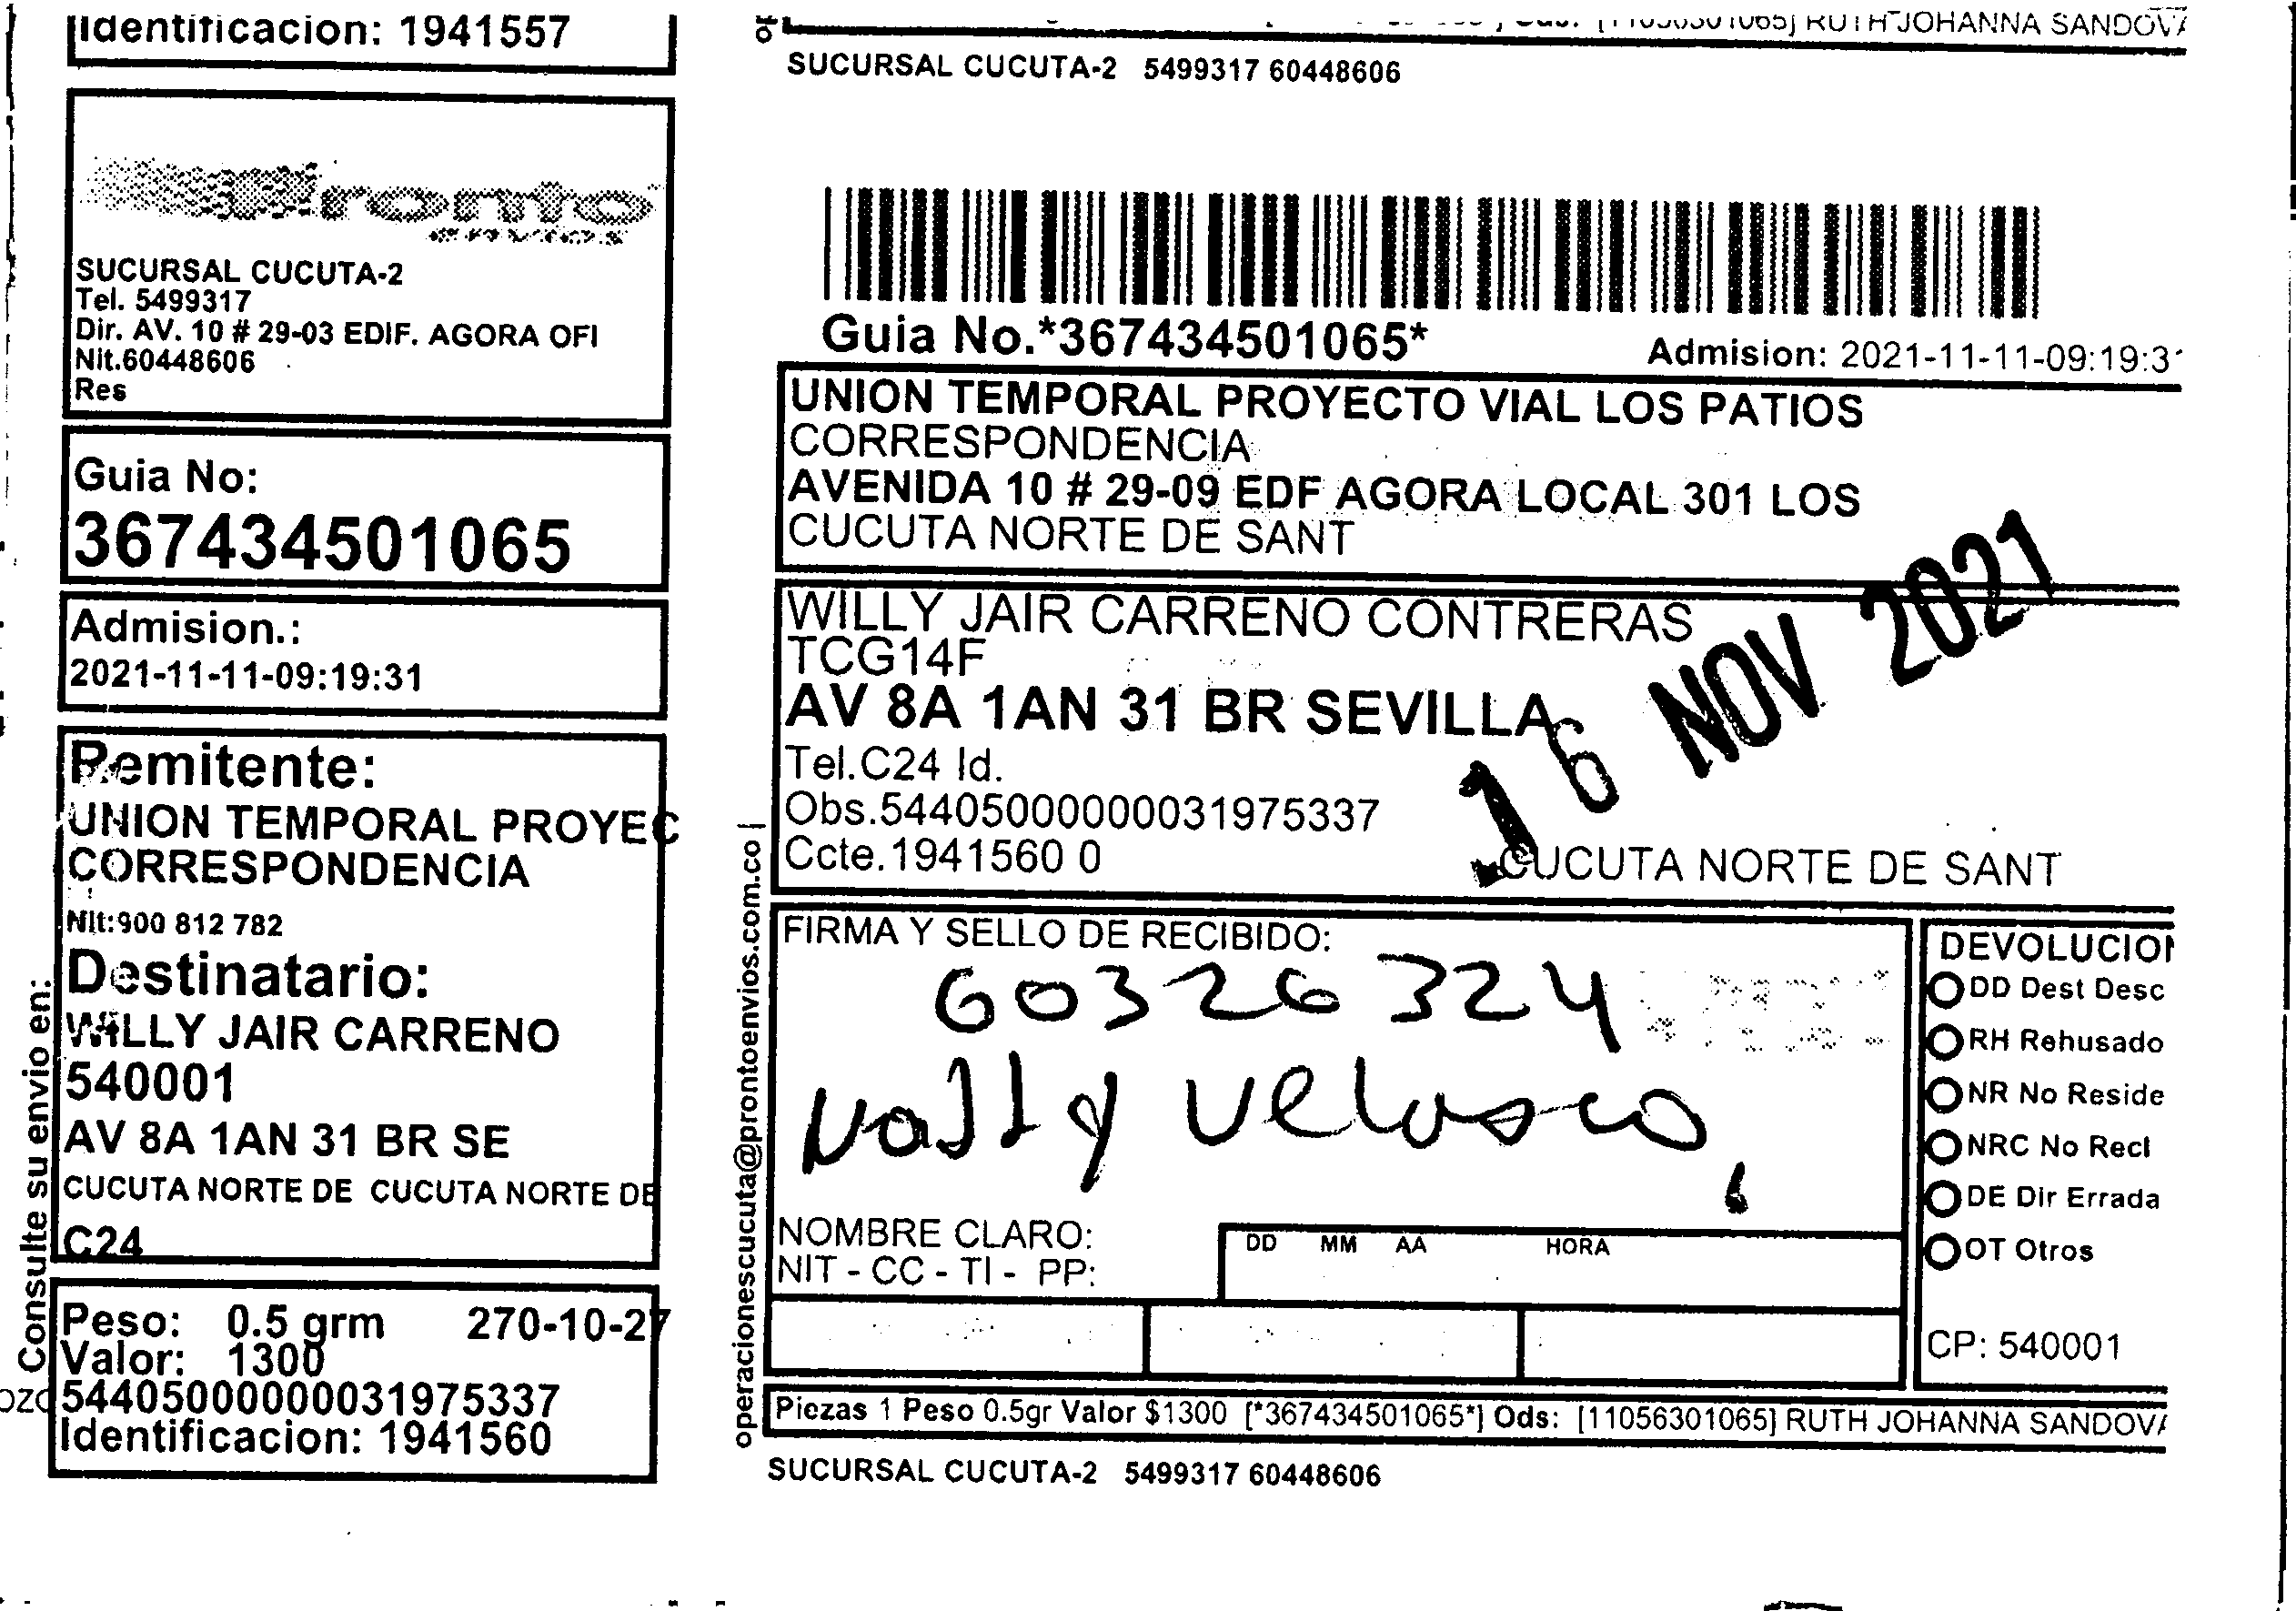 Identificacion: 1941557
SUCURSAL CUCUTA-2
Tel. 5499317
Dir. AV. 10 # 29-03 EDIF. AGORA OFI
Nit.60448606
Res
Guia No:
367434501065
Admision.:
2021-11-11-09:19:31
Remitente:
UNION TEMPORAL PROYEC
CORRESPONDENCIA
Nit:900 812 782
Destinatario:
WILLY JAIR CARRENO
540001
AV 8A 1AN 31 BR SE
CUCUTA NORTE DE CUCUTA NORTE DE
C24
Peso: 0.5 grm 270-10-27
Valor: 1300
544050000000031975337
Identificacion: 1941560
Consulte su envio en:
RUTH JOHANNA SANDOVA
SUCURSAL CUCUTA-2 5499317 60448606
Guia No.*367434501065*
Admision: 2021-11-11-09:19:31
UNION TEMPORAL PROYECTO VIAL LOS PATIOS
CORRESPONDENCIA
AVENIDA 10 # 29-09 EDF AGORA LOCAL 301 LOS
CUCUTA NORTE DE SANT
WILLY JAIR CARRENO CONTRERAS
TCG14F
AV 8A 1AN 31 BR SEVILLA
Tel.C24 Id.
Obs.544050000000031975337
Ccte.1941560 0
CUCUTA NORTE DE SANT
16 NOV 2021
operacionescucuta@prontoenvios.com.co |
FIRMA Y SELLO DE RECIBIDO:
60326324
Velasco
NOMBRE CLARO:
NIT - CC - TI - PP:
DD MM AA HORA
DEVOLUCION
DD Dest Desc
RH Rehusado
NR No Reside
NRC No Recl
DE Dir Errada
OT Otros
CP: 540001
Piezas 1 Peso 0.5gr Valor $1300 [*367434501065*] Ods: [11056301065] RUTH JOHANNA SANDOVA
SUCURSAL CUCUTA-2 5499317 60448606